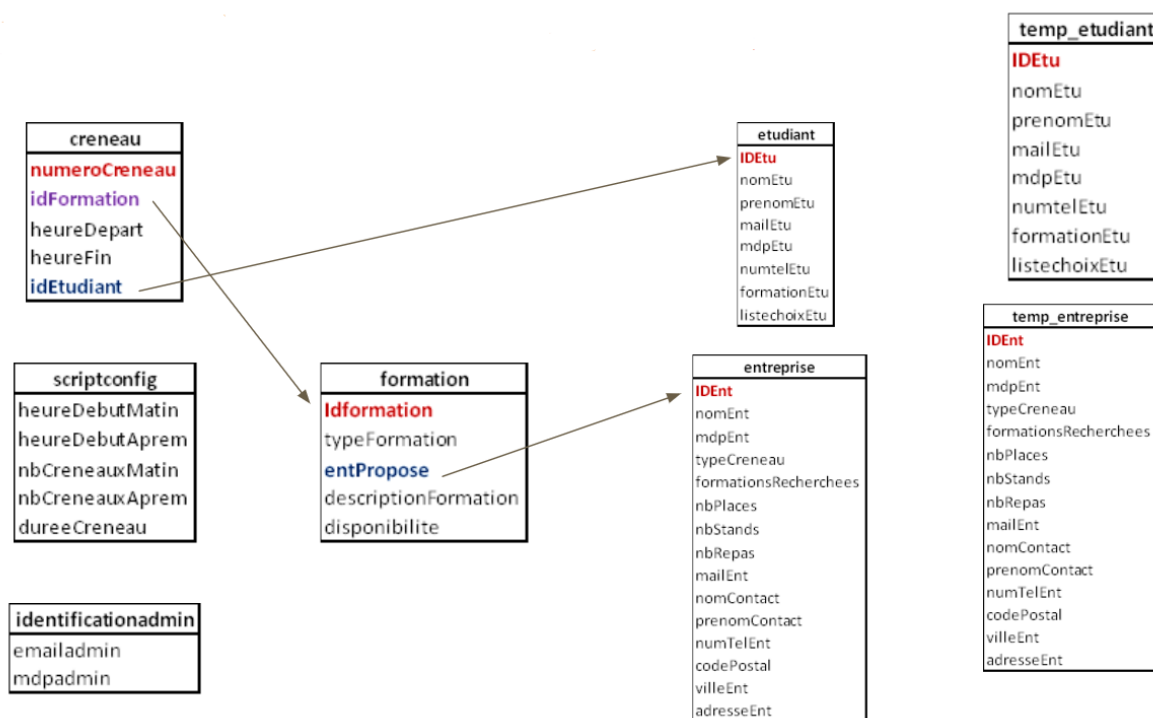 creneau
numeroCreneau
idFormation
heureDepart
heureFin
idEtudiant
scriptconfig
heureDebutMatin
heureDebutAprem
nbCreneauxMatin
nbCreneauxAprem
dureeCreneau
identificationadmin
emailadmin
mdpadmin
formation
Idformation
typeFormation
entPropose
descriptionFormation
disponibilite
etudiant
IDEtu
nomEtu
prenomEtu
mailEtu
mdpEtu
numtelEtu
formationEtu
listechoixEtu
entreprise
IDEnt
nomEnt
mdpEnt
typeCreneau
formationsRecherchees
nbPlaces
nbStands
nbRepas
mailEnt
nomContact
prenomContact
numTelEnt
codePostal
villeEnt
adresseEnt
temp_etudiant
IDEtu
nomEtu
prenomEtu
mailEtu
mdpEtu
numtelEtu
formationEtu
listechoixEtu
temp_entreprise
IDEnt
nomEnt
mdpEnt
typeCreneau
formationsRecherchees
nbPlaces
nbStands
nbRepas
mailEnt
nomContact
prenomContact
numTelEnt
codePostal
villeEnt
adresseEnt